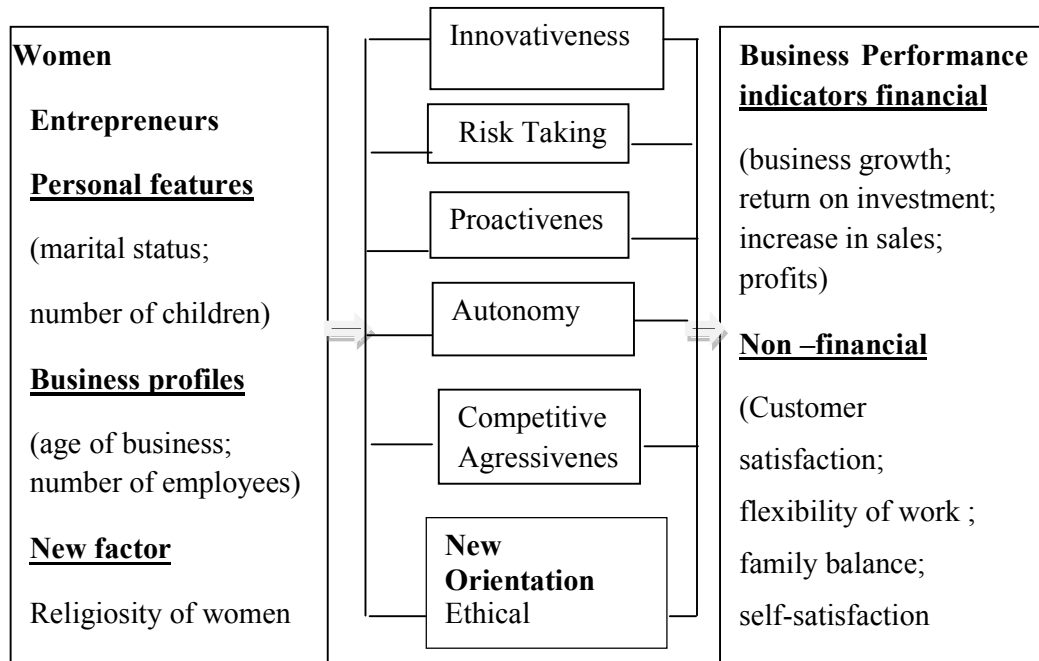 Women
Entrepreneurs
Personal features
(marital status;
number of children)
Business profiles
(age of business;
number of employees)
New factor
Religiosity of women
Innovativeness
Risk Taking
Proactivenes
Autonomy
Competitive
Agressivenes
New
Orientation
Ethical
Business Performance
indicators financial
(business growth;
return on investment;
increase in sales;
profits)
Non –financial
(Customer
satisfaction;
flexibility of work ;
family balance;
self-satisfaction